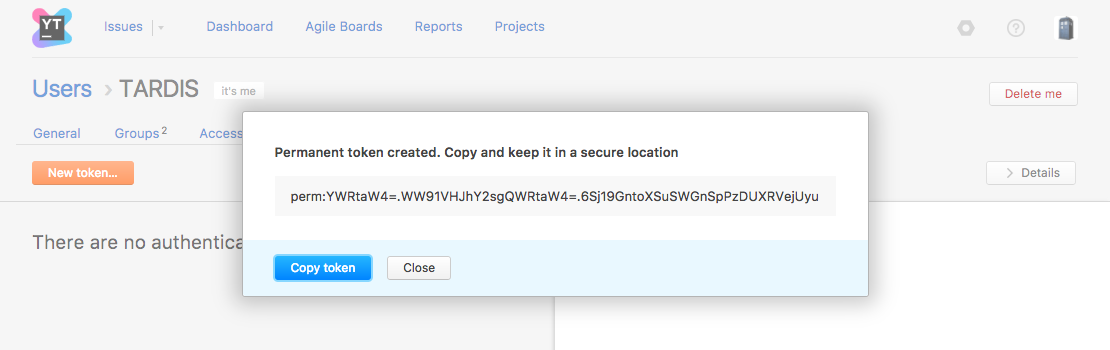 YT
Issues Dashboard Agile Boards Reports Projects
Users > TARDIS it's me
Delete me
General Groups 2 Access
New token...
> Details
There are no authentica
Permanent token created. Copy and keep it in a secure location
perm:YWRtaW4=.WW91VHJhY2sgQWRtaW4=.6Sj19GntoXSuSWGnSpPzDUXRVejUyu
Copy token Close